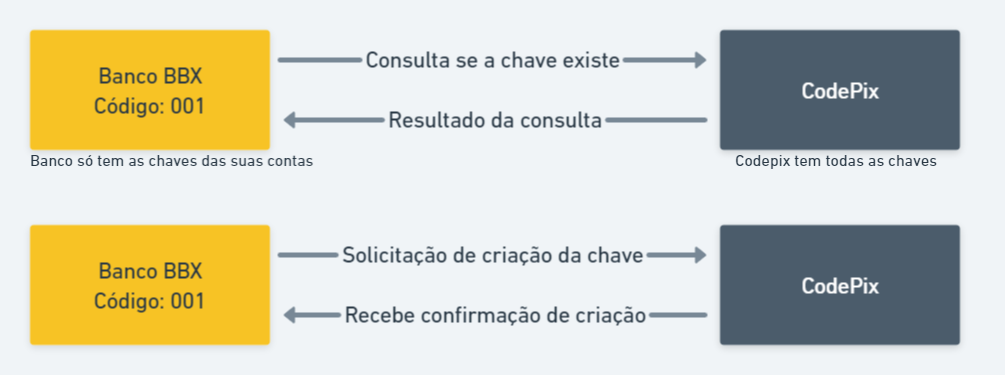 Banco BBX
Código: 001
Consulta se a chave existe
Resultado da consulta
CodePix
Banco só tem as chaves das suas contas
Codepix tem todas as chaves
Banco BBX
Código: 001
Solicitação de criação da chave
Recebe confirmação de criação
CodePix